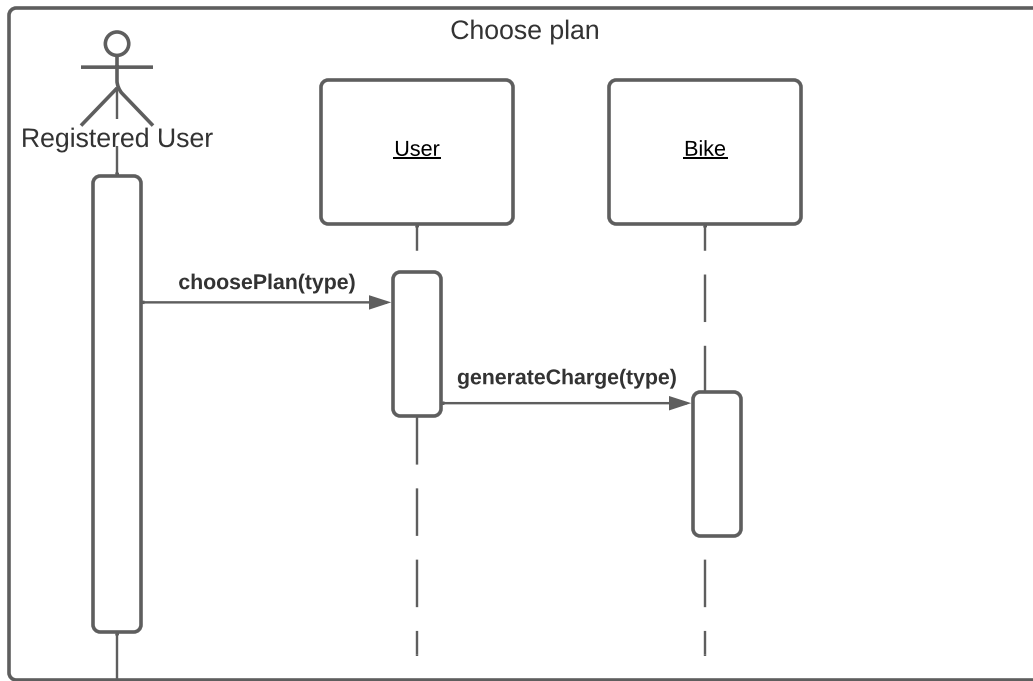 Choose plan
Registered User
User
Bike
choosePlan(type)
generateCharge(type)